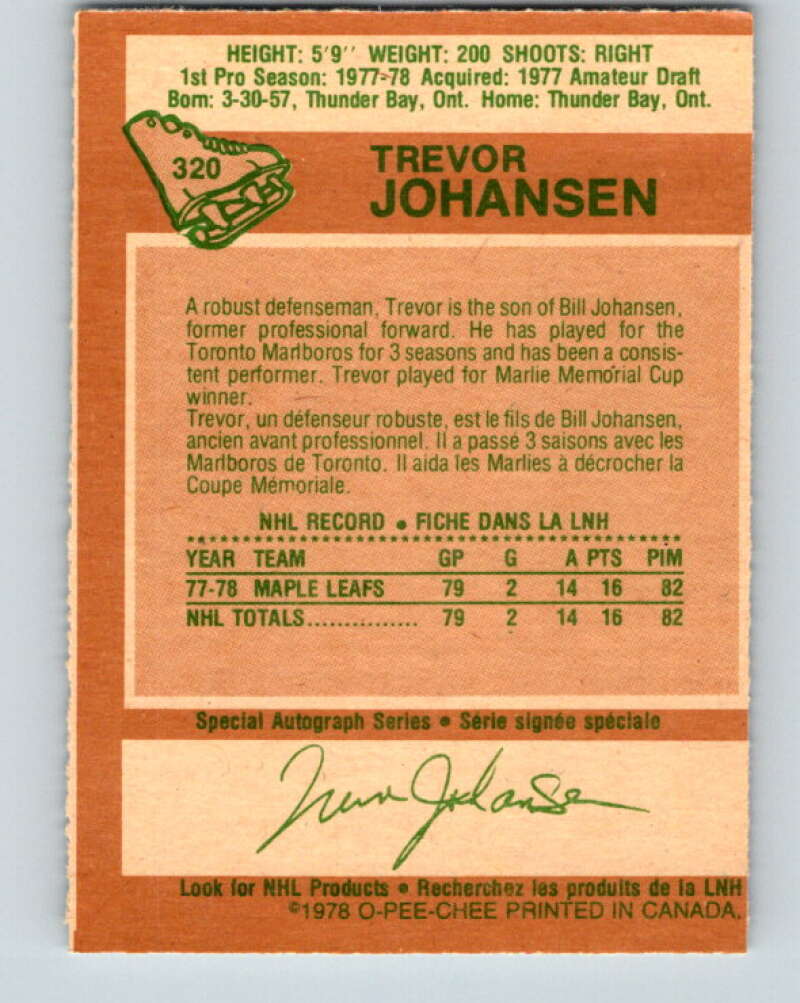 HEIGHT: 5'9'' WEIGHT: 200 SHOOTS: RIGHT
1st Pro Season: 1977-78 Acquired: 1977 Amateur Draft
Born: 3-30-57, Thunder Bay, Ont. Home: Thunder Bay, Ont.
320
TREVOR
JOHANSEN
A robust defenseman, Trevor is the son of Bill Johansen,
former professional forward. He has played for the
Toronto Marlboros for 3 seasons and has been a consis-
tent performer. Trevor played for Marlie Memorial Cup
winner.
Trevor, un défenseur robuste, est le fils de Bill Johansen,
ancien avant professionnel. Il a passé 3 saisons avec les
Marlboros de Toronto. Il aida les Marlies à décrocher la
Coupe Mémoriale.
NHL RECORD • FICHE DANS LA LNH
YEAR TEAM GP G A PTS PIM
77-78 MAPLE LEAFS 79 2 14 16 82
NHL TOTALS............... 79 2 14 16 82
Special Autograph Series • Série signée spéciale
Trevor Johansen
Look for NHL Products • Recherchez les produits de la LNH
©1978 O-PEE-CHEE PRINTED IN CANADA.